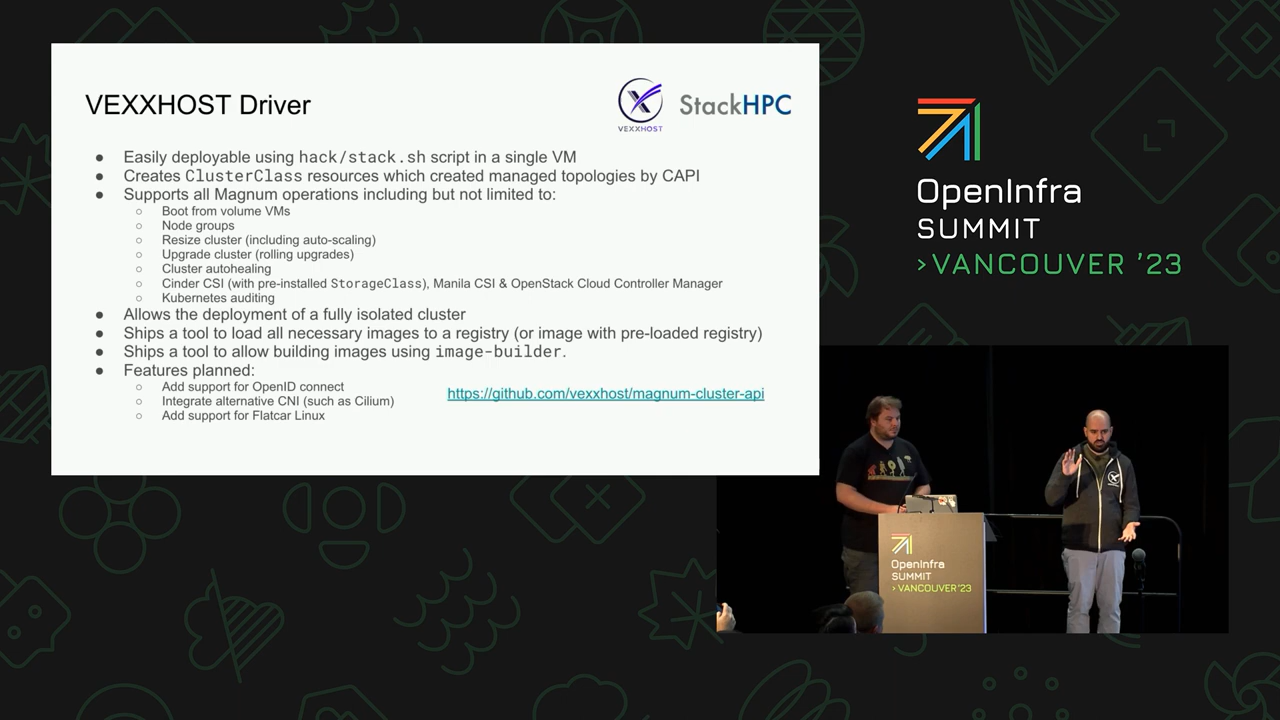 VEXXHOST Driver
VEXXHOST
StackHPC
● Easily deployable using hack/stack.sh script in a single VM
● Creates ClusterClass resources which created managed topologies by CAPI
● Supports all Magnum operations including but not limited to:
○ Boot from volume VMs
○ Node groups
○ Resize cluster (including auto-scaling)
○ Upgrade cluster (rolling upgrades)
○ Cluster autohealing
○ Cinder CSI (with pre-installed StorageClass), Manila CSI & OpenStack Cloud Controller Manager
○ Kubernetes auditing
● Allows the deployment of a fully isolated cluster
● Ships a tool to load all necessary images to a registry (or image with pre-loaded registry)
● Ships a tool to allow building images using image-builder.
● Features planned:
○ Add support for OpenID connect
○ Integrate alternative CNI (such as Cilium)
○ Add support for Flatcar Linux
https://github.com/vexxhost/magnum-cluster-api
OpenInfra
SUMMIT
>VANCOUVER '23
OpenInfra
SUMMIT
>VANCOUVER '23